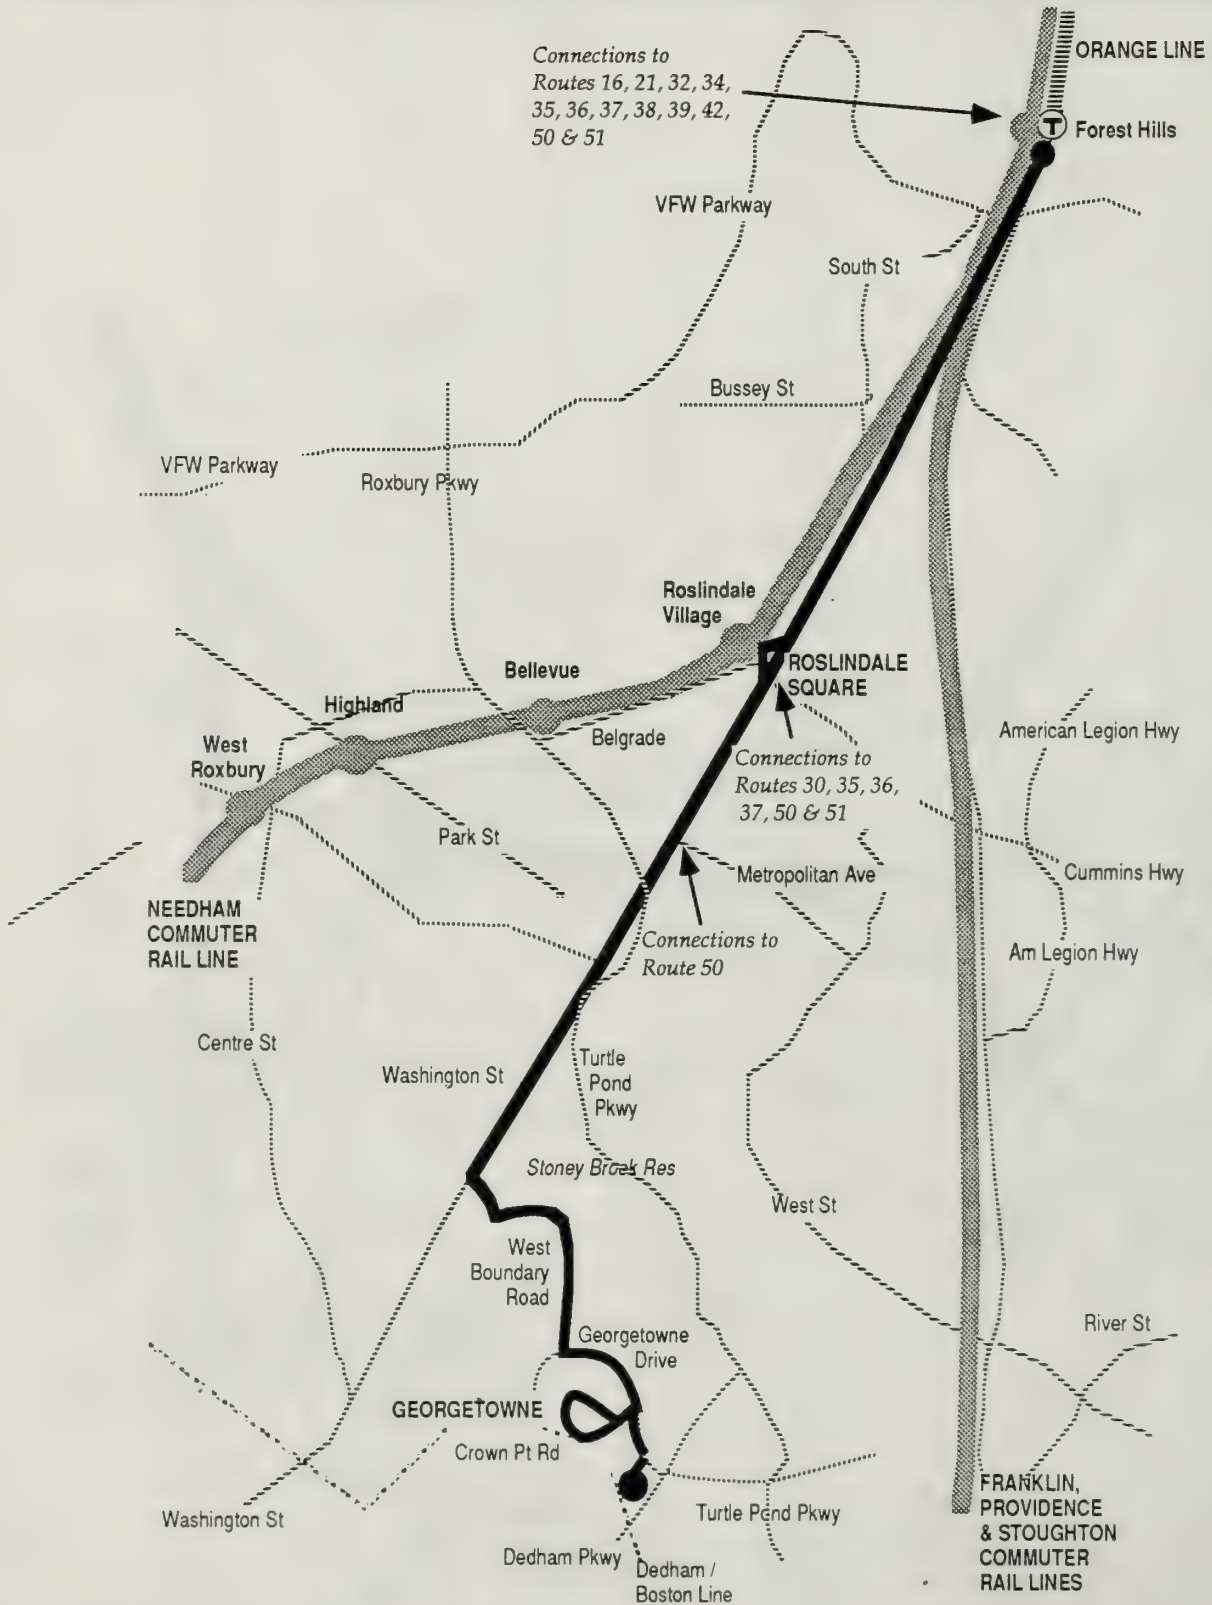 ORANGE LINE
Connections to
Routes 16, 21, 32, 34,
35, 36, 37, 38, 39, 42,
50 & 51
T
Forest Hills
VFW Parkway
South St
Bussey St
VFW Parkway
Roxbury Pkwy
Roslindale
Village
ROSLINDALE
SQUARE
Bellevue
Highland
West
Roxbury
Belgrade
American Legion Hwy
Connections to
Routes 30, 35, 36,
37, 50 & 51
Park St
Metropolitan Ave
Cummins Hwy
NEEDHAM
COMMUTER
RAIL LINE
Connections to
Route 50
Am Legion Hwy
Centre St
Washington St
Turtle
Pond
Pkwy
Stoney Brook Res
West St
West
Boundary
Road
River St
Georgetowne
Drive
GEORGETOWNE
Crown Pt Rd
Washington St
Turtle Pond Pkwy
Dedham Pkwy
Dedham /
Boston Line
FRANKLIN,
PROVIDENCE
& STOUGHTON
COMMUTER
RAIL LINES